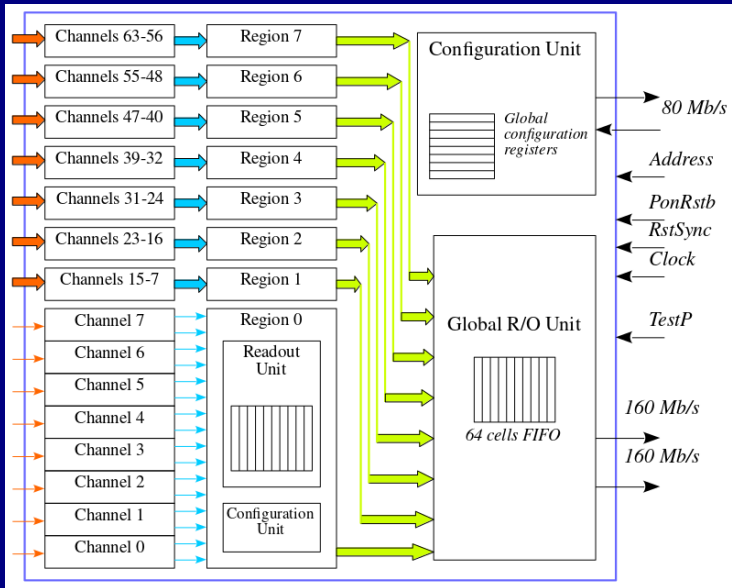 Channels 63-56
Region 7
Channels 55-48
Region 6
Channels 47-40
Region 5
Channels 39-32
Region 4
Channels 31-24
Region 3
Channels 23-16
Region 2
Channels 15-7
Region 1
Channel 7
Channel 6
Channel 5
Channel 4
Channel 3
Channel 2
Channel 1
Channel 0
Region 0
Readout
Unit
Configuration
Unit
Configuration Unit
Global
configuration
registers
Global R/O Unit
64 cells FIFO
80 Mb/s
Address
PonRstb
RstSync
Clock
TestP
160 Mb/s
160 Mb/s